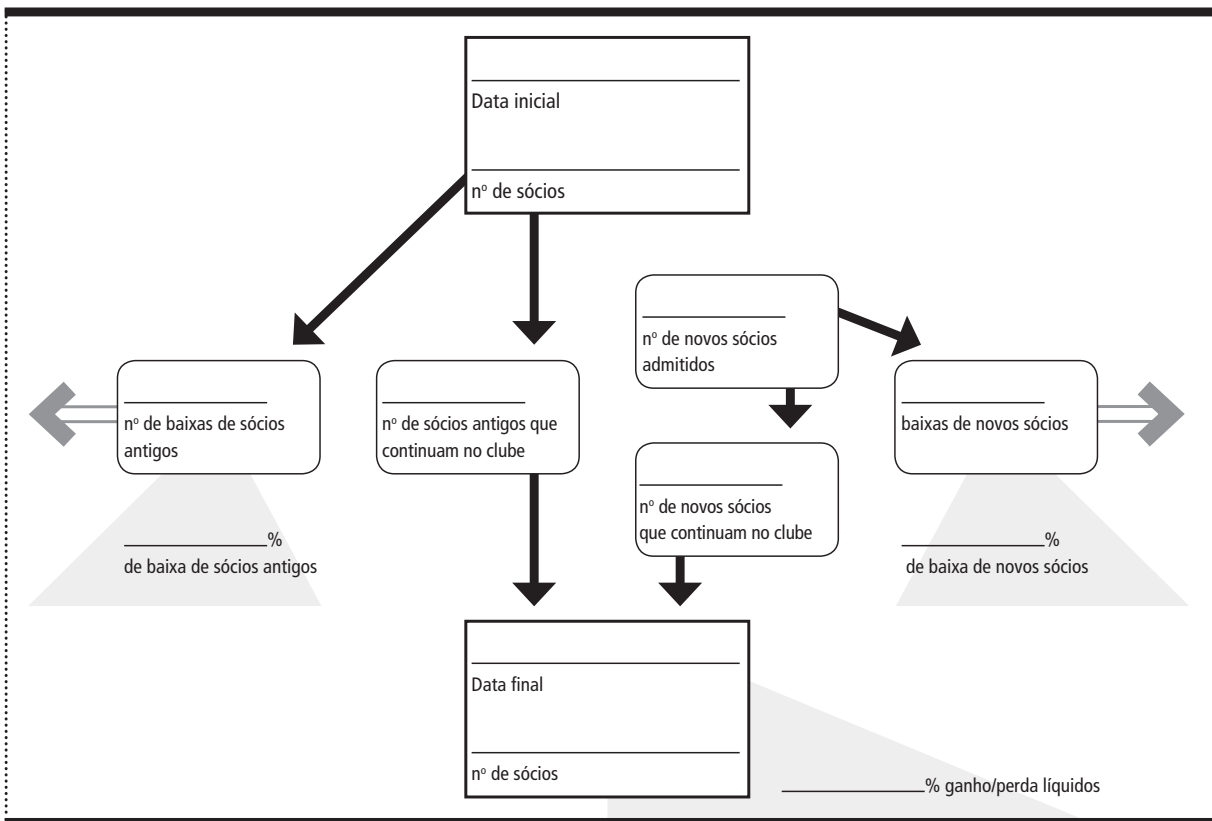 Data inicial
nº de sócios
nº de novos sócios
admitidos
nº de baixas de sócios
antigos
nº de sócios antigos que
continuam no clube
baixas de novos sócios
nº de novos sócios
que continuam no clube
%
de baixa de sócios antigos
%
de baixa de novos sócios
Data final
nº de sócios
% ganho/perda líquidos